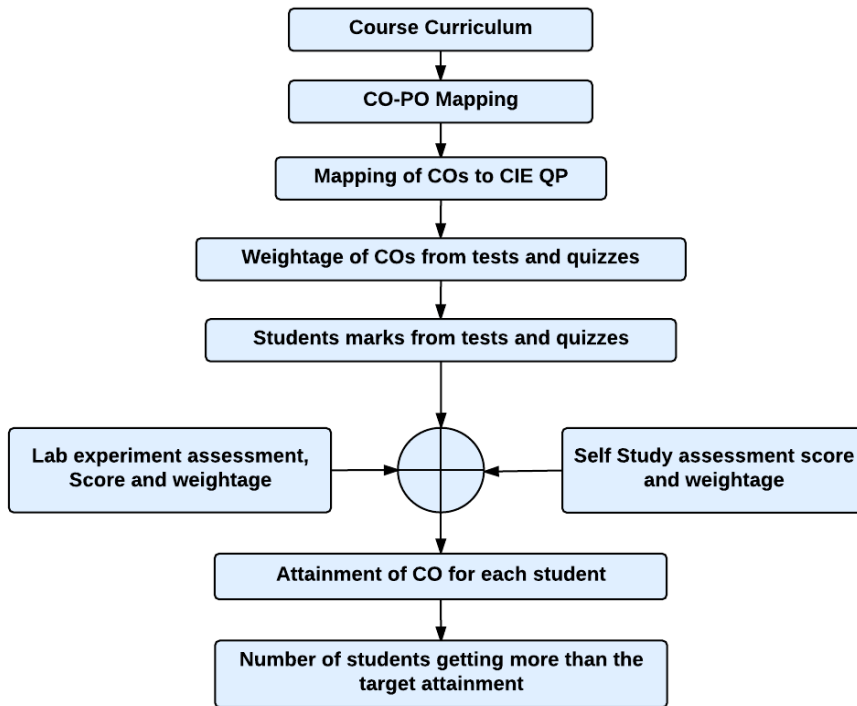 Course Curriculum
CO-PO Mapping
Mapping of COs to CIE QP
Weightage of COs from tests and quizzes
Students marks from tests and quizzes
Lab experiment assessment,
Score and weightage
Self Study assessment score
and weightage
Attainment of CO for each student
Number of students getting more than the
target attainment